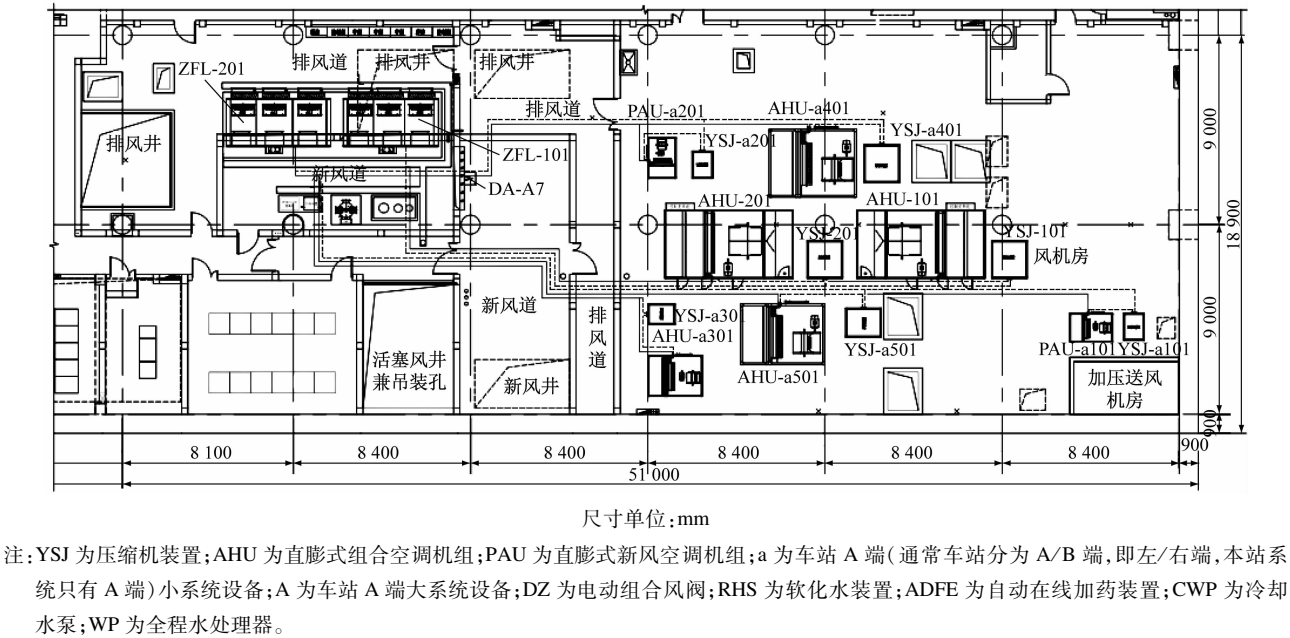 排风道
排风井
排风井
ZFL-201
排风道
PAU-a201
AHU-a401
9 000
排风井
YSJ-a201
YSJ-a401
ZFL-101
新风道
DA-A7
AHU-201
AHU-101
18 900
YSJ-201
YSJ-101
风机房
新风道
排风道
YSJ-a301
AHU-a301
9 000
活塞风井
兼吊装孔
新风井
AHU-a501
YSJ-a501
PAU-a101
YSJ-a101
加压送风
机房
900
8 100
8 400
8 400
8 400
8 400
8 400
900
51 000
尺寸单位:mm
注:YSJ 为压缩机装置;AHU 为直膨式组合空调机组;PAU 为直膨式新风空调机组;a 为车站 A 端(通常车站分为 A/B 端,即左/右端,本站系
统只有 A 端)小系统设备;A 为车站 A 端大系统设备;DZ 为电动组合风阀;RHS 为软化水装置;ADFE 为自动在线加药装置;CWP 为冷却
水泵;WP 为全程水处理器。